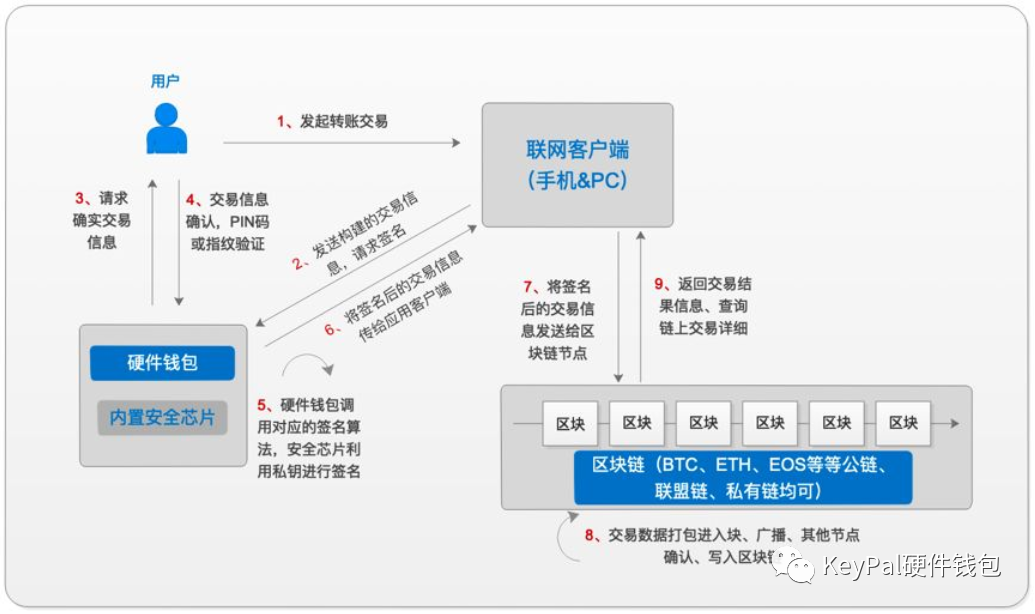 用户
1、发起转账交易
联网客户端
（手机&PC）
3、请求
确实交易
信息
4、交易信息
确认，PIN码
或指纹验证
2、发送构建的交易信
息，请求签名
6、将签名后的交易信息
传给应用客户端
7、将签名
后的交易信
息发送给区
块链节点
9、返回交易结
果信息、查询
链上交易详细
硬件钱包
内置安全芯片
5、硬件钱包调
用对应的签名算
法，安全芯片利
用私钥进行签名
区块 区块 区块 区块 区块 区块
区块链（BTC、ETH、EOS等等公链、
联盟链、私有链均可）
8、交易数据打包进入块、广播、其他节点
确认、写入区块链
KeyPal硬件钱包